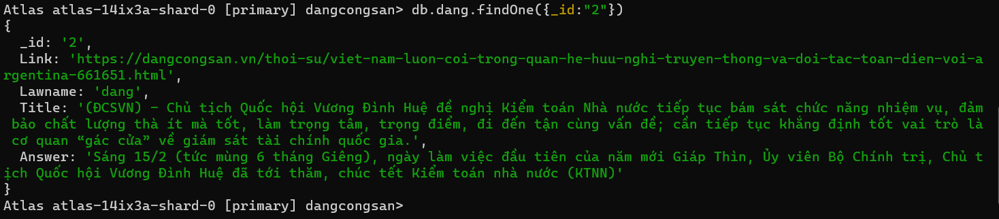 Atlas atlas-14ix3a-shard-0 [primary] dangcongsan> db.dang.findOne({_id:"2"})
{
  _id: '2',
  Link: 'https://dangcongsan.vn/thoi-su/viet-nam-luon-coi-trong-quan-he-huu-nghi-truyen-thong-va-doi-tac-toan-dien-voi-a
rgentina-661651.html',
  Lawname: 'dang',
  Title: '(ĐCSVN) - Chủ tịch Quốc hội Vương Đình Huệ đề nghị Kiểm toán Nhà nước tiếp tục bám sát chức năng nhiệm vụ, đảm
 bảo chất lượng thà ít mà tốt, làm trọng tâm, trọng điểm, đi đến tận cùng vấn đề; cần tiếp tục khẳng định tốt vai trò là
 cơ quan “gác cửa” về giám sát tài chính quốc gia.',
  Answer: 'Sáng 15/2 (tức mùng 6 tháng Giêng), ngày làm việc đầu tiên của năm mới Giáp Thìn, Ủy viên Bộ Chính trị, Chủ t
ịch Quốc hội Vương Đình Huệ đã tới thăm, chúc tết Kiểm toán nhà nước (KTNN)'
}
Atlas atlas-14ix3a-shard-0 [primary] dangcongsan>